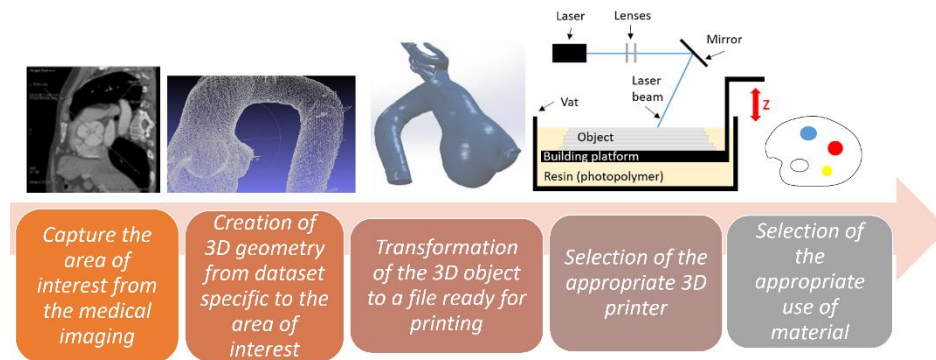 Laser
Lenses
Mirror
Laser
beam
Vat
Z
Object
Building platform
Resin (photopolymer)
Capture the
area of
interest from
the medical
imaging
Creation of
3D geometry
from dataset
specific to the
area of
interest
Transformation
of the 3D object
to a file ready for
printing
Selection of the
appropriate 3D
printer
Selection of
the
appropriate
use of
material